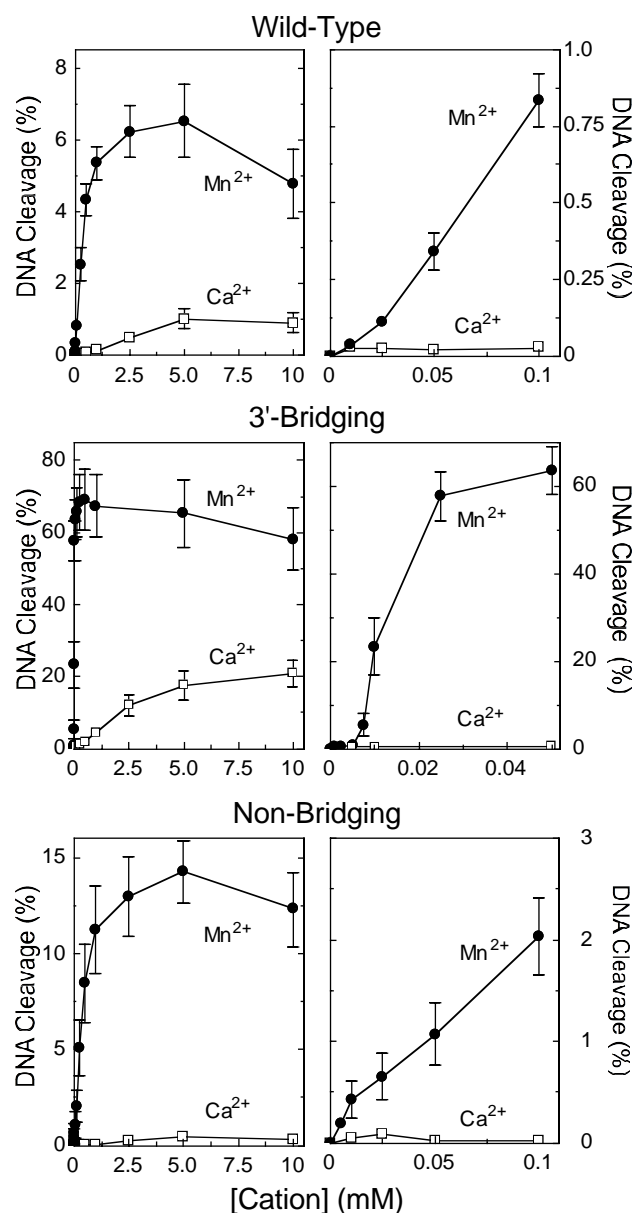 Wild-Type
DNA Cleavage (%)
8
6
4
2
0
Mn2+
Ca2+
0
2.5
5.0
7.5
10
Mn2+
Ca2+
1.0
0.75
0.5
0.25
0
0
0.05
0.1
DNA Cleavage (%)
3'-Bridging
DNA Cleavage (%)
80
60
40
20
0
Mn2+
Ca2+
0
2.5
5.0
7.5
10
Mn2+
Ca2+
60
40
20
0
0
0.02
0.04
DNA Cleavage (%)
Non-Bridging
DNA Cleavage (%)
15
10
5
0
Mn2+
Ca2+
0
2.5
5.0
7.5
10
Mn2+
Ca2+
3
2
1
0
0
0.05
0.1
DNA Cleavage (%)
[Cation] (mM)